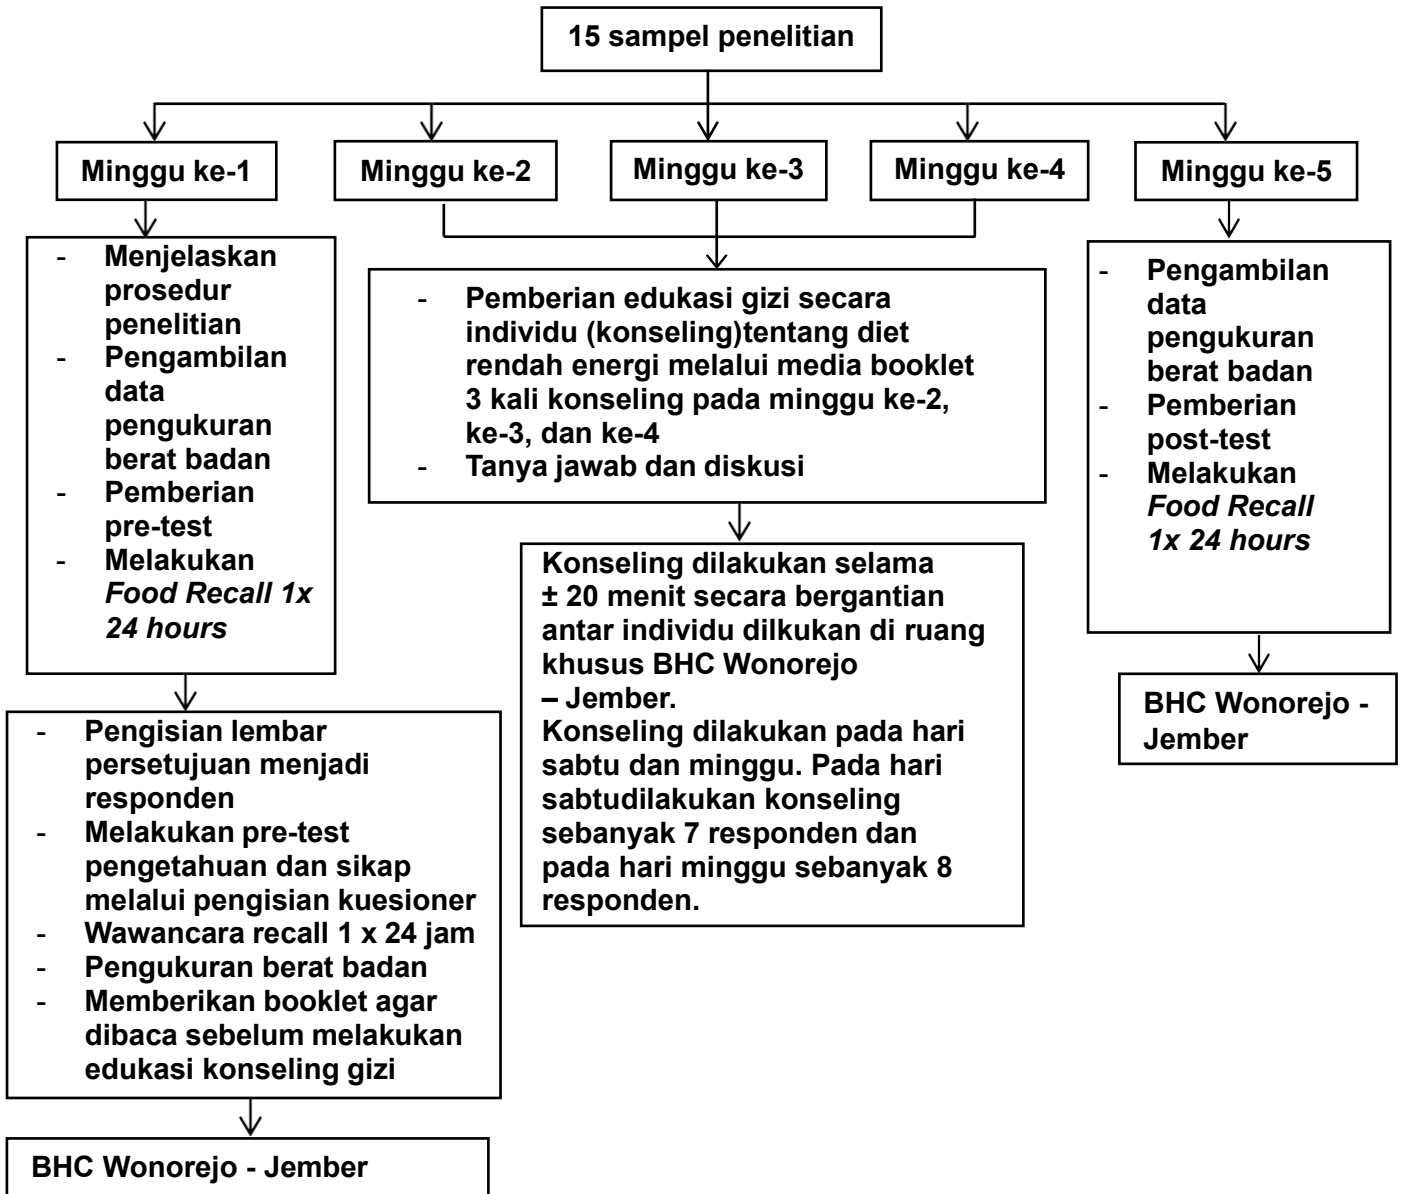 15 sampel penelitian
Minggu ke-1
Minggu ke-2
Minggu ke-3
Minggu ke-4
Minggu ke-5
- Menjelaskan
prosedur
penelitian
- Pengambilan
data
pengukuran
berat badan
- Pemberian
pre-test
- Melakukan
Food Recall 1x
24 hours
- Pengisian lembar
persetujuan menjadi
responden
- Melakukan pre-test
pengetahuan dan sikap
melalui pengisian kuesioner
- Wawancara recall 1 x 24 jam
- Pengukuran berat badan
- Memberikan booklet agar
dibaca sebelum melakukan
edukasi konseling gizi
BHC Wonorejo - Jember
- Pemberian edukasi gizi secara
individu (konseling)tentang diet
rendah energi melalui media booklet
3 kali konseling pada minggu ke-2,
ke-3, dan ke-4
- Tanya jawab dan diskusi
Konseling dilakukan selama
± 20 menit secara bergantian
antar individu dilkukan di ruang
khusus BHC Wonorejo
– Jember.
Konseling dilakukan pada hari
sabtu dan minggu. Pada hari
sabtudilakukan konseling
sebanyak 7 responden dan
pada hari minggu sebanyak 8
responden.
- Pengambilan
data
pengukuran
berat badan
- Pemberian
post-test
- Melakukan
Food Recall
1x 24 hours
BHC Wonorejo -
Jember